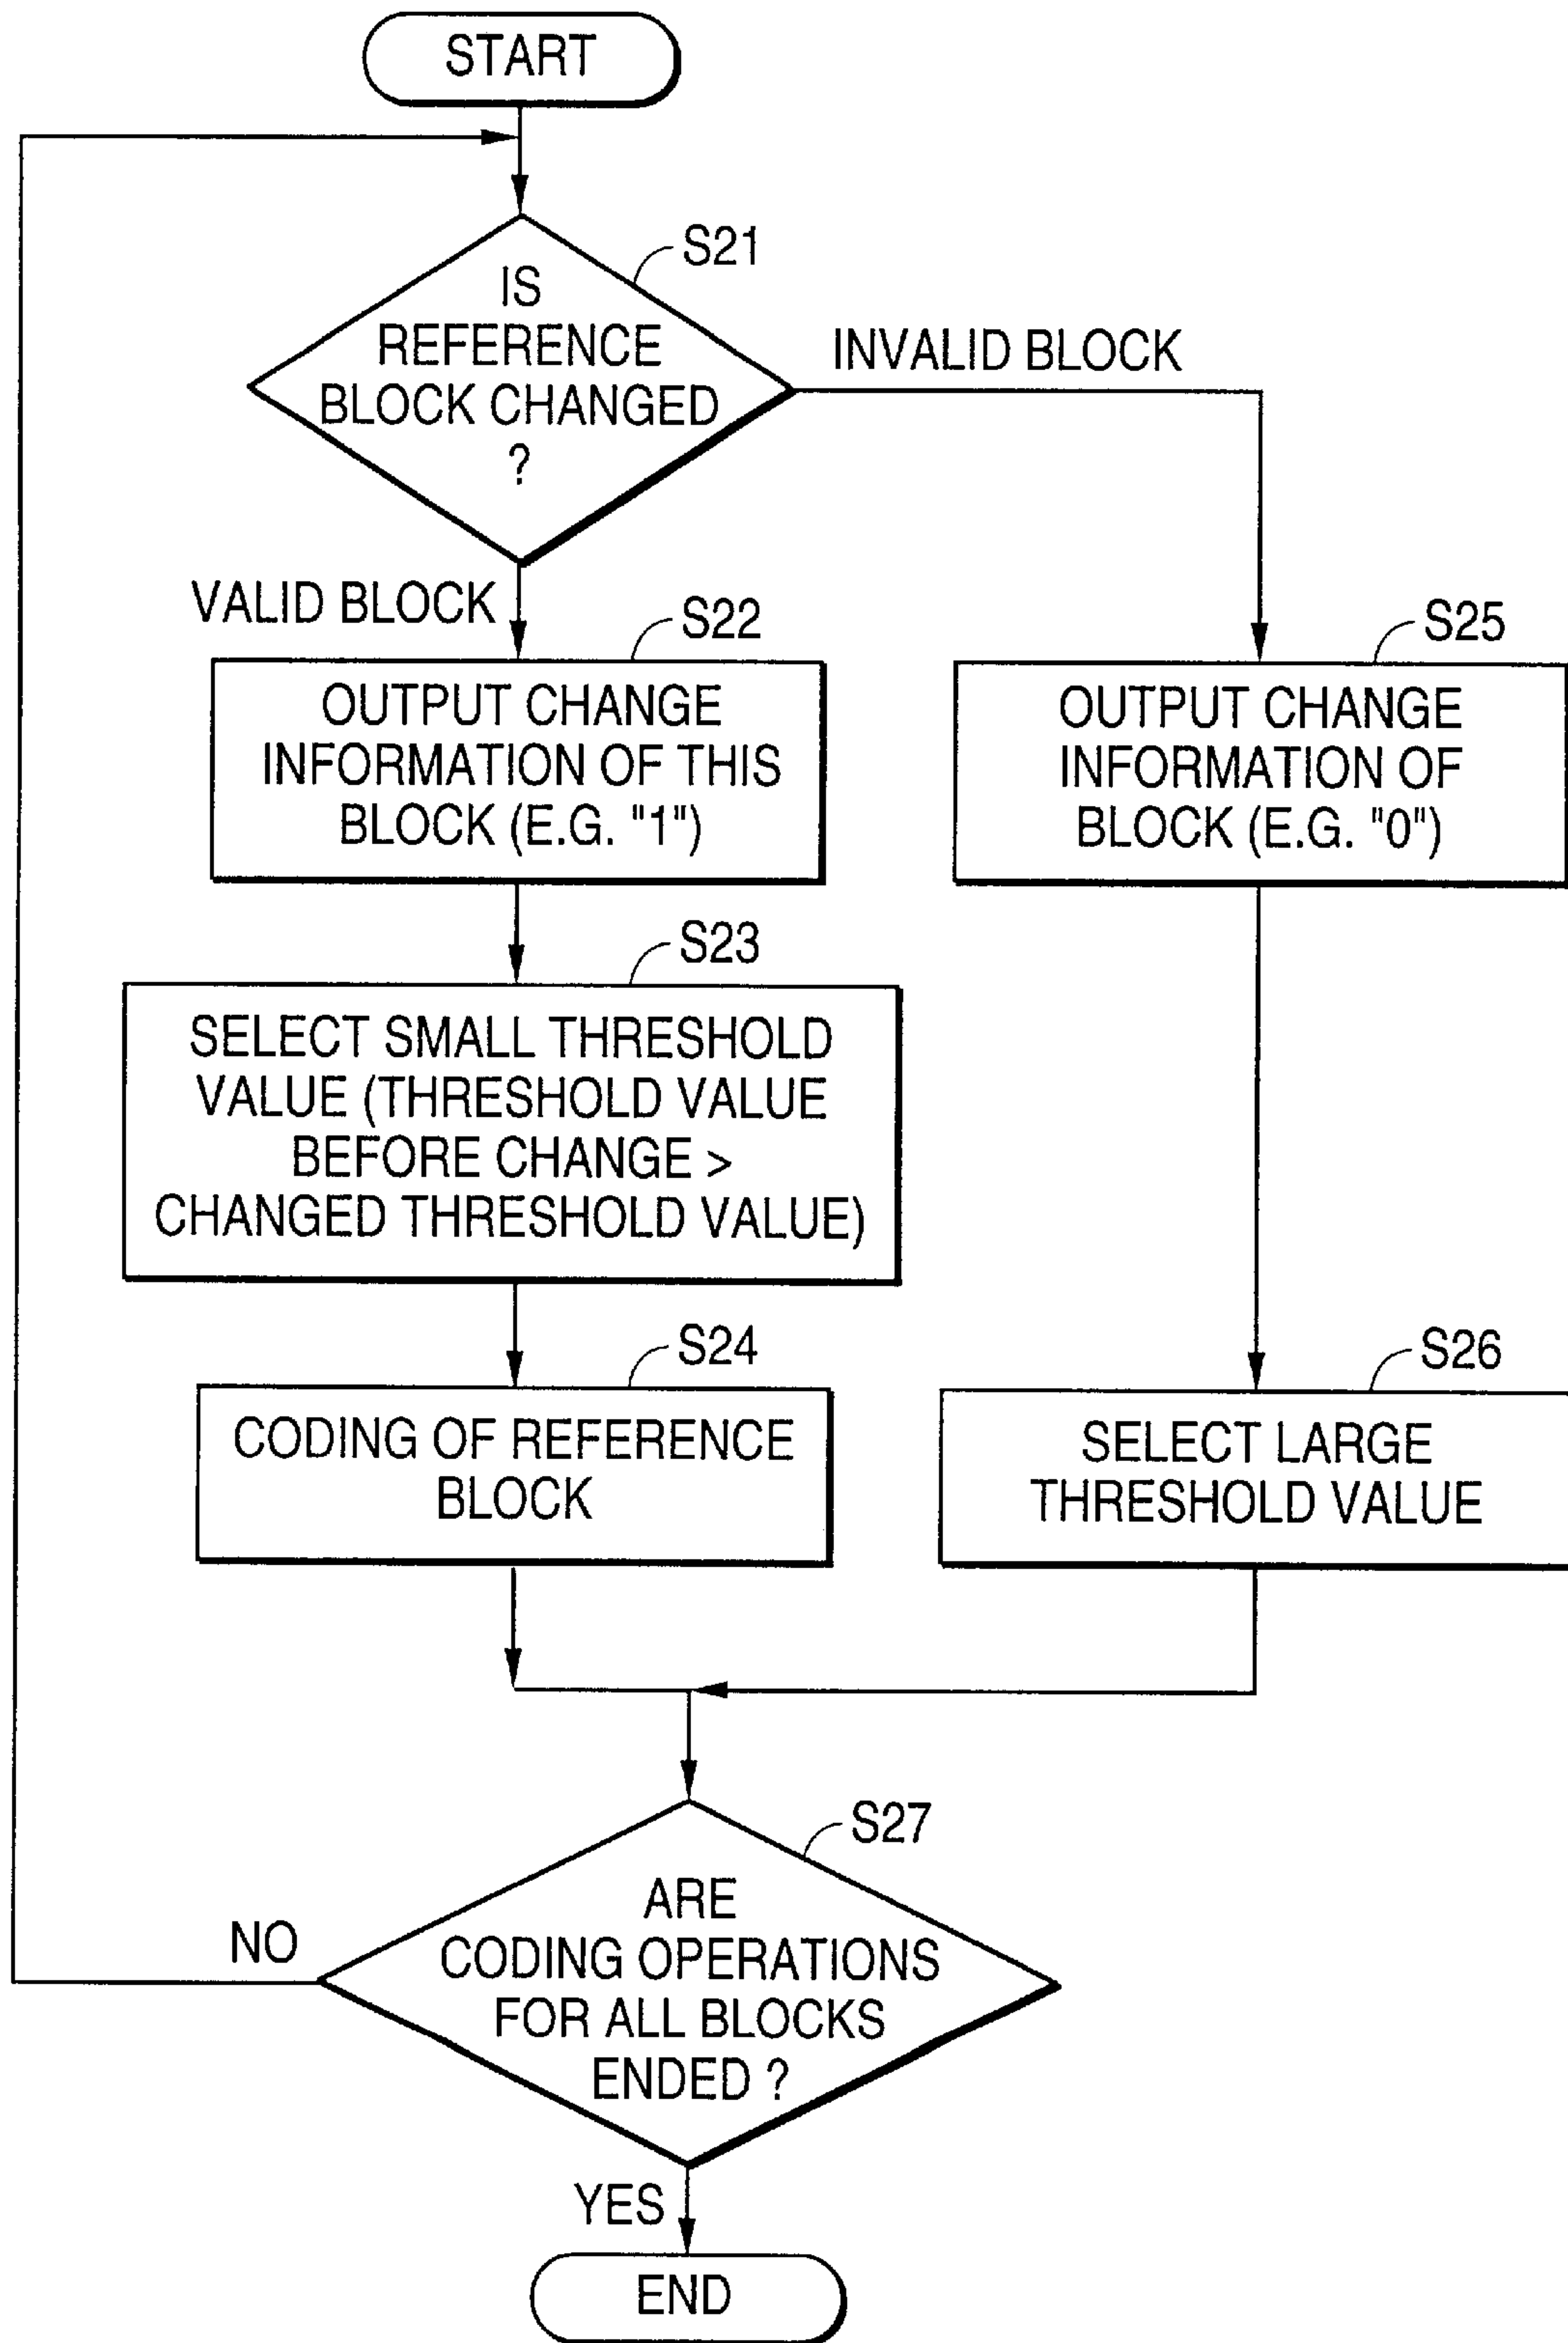 START
S21
IS
REFERENCE
BLOCK CHANGED
?
INVALID BLOCK
VALID BLOCK
S22
OUTPUT CHANGE
INFORMATION OF THIS
BLOCK (E.G. "1")
S25
OUTPUT CHANGE
INFORMATION OF
BLOCK (E.G. "0")
S23
SELECT SMALL THRESHOLD
VALUE (THRESHOLD VALUE
BEFORE CHANGE >
CHANGED THRESHOLD VALUE)
S24
CODING OF REFERENCE
BLOCK
S26
SELECT LARGE
THRESHOLD VALUE
S27
ARE
CODING OPERATIONS
FOR ALL BLOCKS
ENDED ?
NO
YES
END